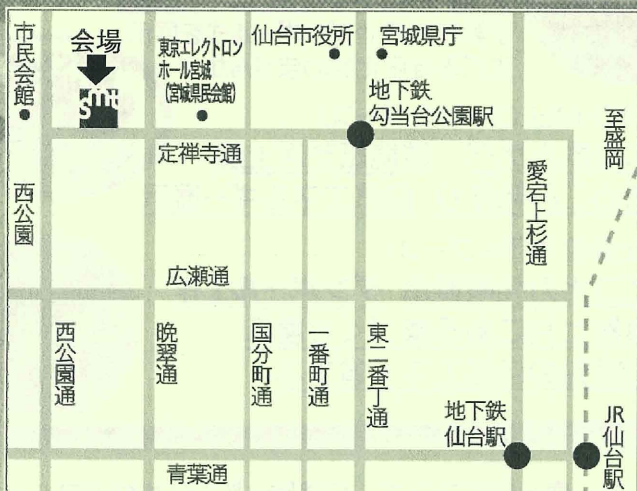 市民会館
会場
smt
東京エレクトロン
ホール宮城
(宮城県民会館)
仙台市役所
宮城県庁
地下鉄
勾当台公園駅
至盛岡
定禅寺通
西公園
愛宕上杉通
広瀬通
西公園通
晩翠通
国分町通
一番町通
東二番丁通
地下鉄
仙台駅
JR仙台駅
青葉通